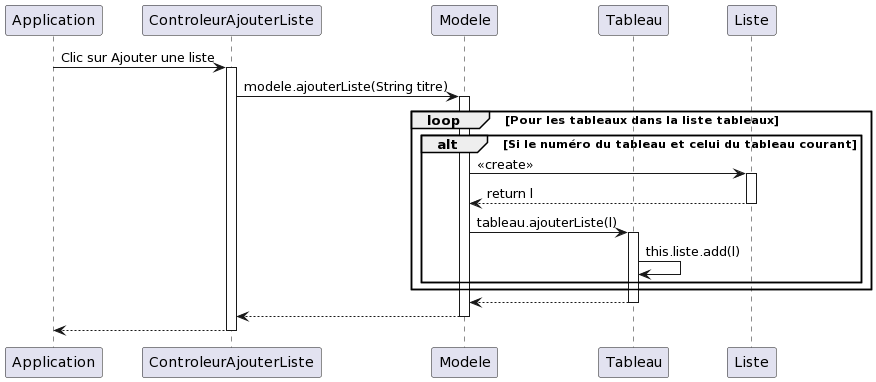 Application ControleurAjouterListe Modele Tableau Liste
Clic sur Ajouter une liste
modele.ajouterListe(String titre)
loop [Pour les tableaux dans la liste tableaux]
alt [Si le numéro du tableau et celui du tableau courant]
«create»
return l
tableau.ajouterListe(l)
this.liste.add(l)
Application ControleurAjouterListe Modele Tableau Liste